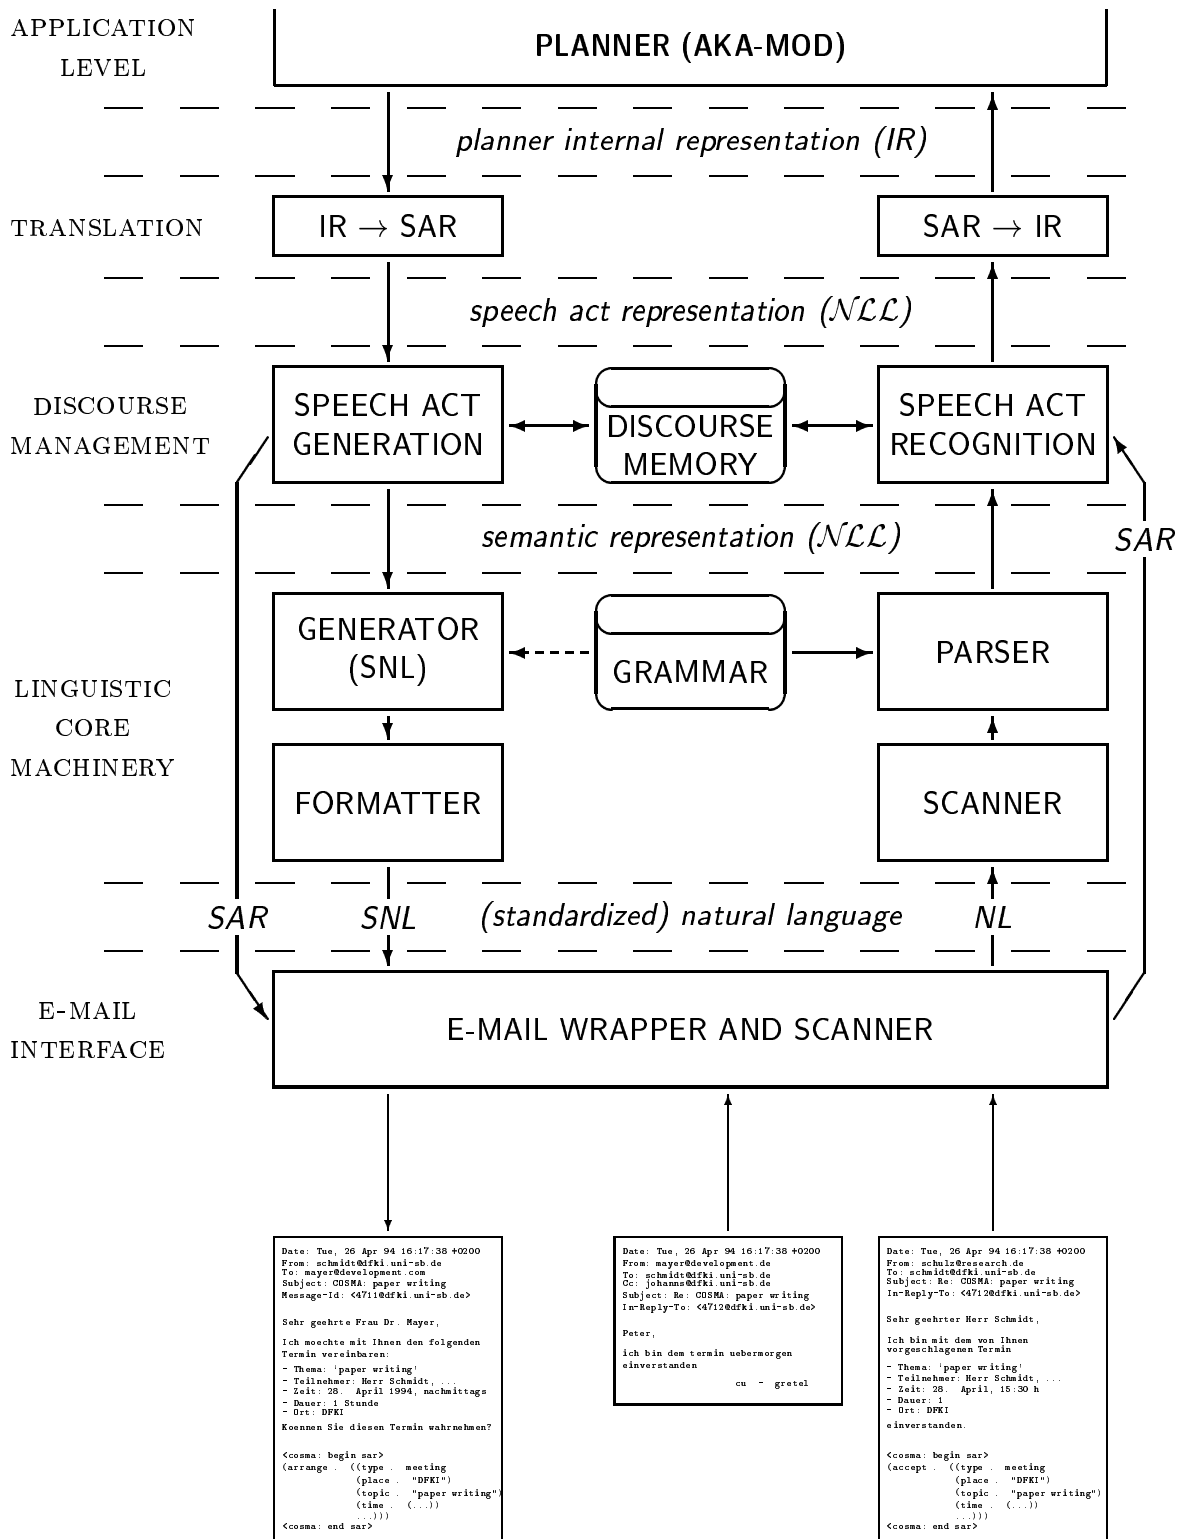 APPLICATION
LEVEL
PLANNER (AKA-MOD)
planner internal representation (IR)
TRANSLATION
IR → SAR
SAR → IR
speech act representation (NLL)
DISCOURSE
MANAGEMENT
SPEECH ACT
GENERATION
DISCOURSE
MEMORY
SPEECH ACT
RECOGNITION
semantic representation (NLL)
SAR
LINGUISTIC
CORE
MACHINERY
GENERATOR
(SNL)
GRAMMAR
PARSER
FORMATTER
SCANNER
SAR
SNL
(standardized) natural language
NL
E-MAIL
INTERFACE
E-MAIL WRAPPER AND SCANNER
Date: Tue, 26 Apr 94 16:17:38 +0200
From: schmidt@dfki.uni-sb.de
To: mayer@development.com
Subject: COSMA: paper writing
Message-Id: <4711@dfki.uni-sb.de>
Sehr geehrte Frau Dr. Mayer,
Ich moechte mit Ihnen den folgenden
Termin vereinbaren:
- Thema: 'paper writing'
- Teilnehmer: Herr Schmidt, ...
- Zeit: 28. April 1994, nachmittags
- Dauer: 1 Stunde
- Ort: DFKI
Koennen Sie diesen Termin wahrnehmen?
<cosma: begin sar>
(arrange . ((type . meeting
(place . "DFKI")
(topic . "paper writing")
(time . (...))
...)))
<cosma: end sar>
Date: Tue, 26 Apr 94 16:17:38 +0200
From: mayer@development.de
To: schmidt@dfki.uni-sb.de
Cc: johanns@dfki.uni-sb.de
Subject: Re: COSMA: paper writing
In-Reply-To: <4712@dfki.uni-sb.de>
Peter,
ich bin dem termin uebermorgen
einverstanden
cu - gretel
Date: Tue, 26 Apr 94 16:17:38 +0200
From: schulz@research.de
To: schmidt@dfki.uni-sb.de
Subject: Re: COSMA: paper writing
In-Reply-To: <4712@dfki.uni-sb.de>
Sehr geehrter Herr Schmidt,
Ich bin mit dem von Ihnen
vorgeschlagenen Termin
- Thema: 'paper writing'
- Teilnehmer: Herr Schmidt, ...
- Zeit: 28. April, 15:30 h
- Dauer: 1
- Ort: DFKI
einverstanden.
<cosma: begin sar>
(accept . ((type . meeting
(place . "DFKI")
(topic . "paper writing")
(time . (...))
...)))
<cosma: end sar>